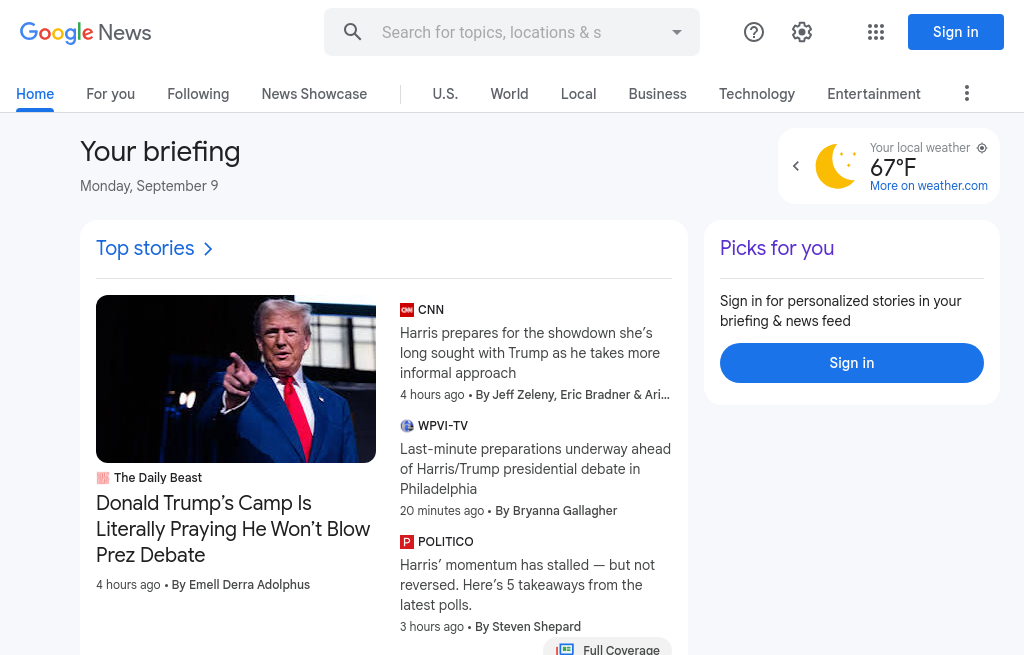 Google News
Search for topics, locations & s
Sign in
Home
For you
Following
News Showcase
U.S.
World
Local
Business
Technology
Entertainment
Your briefing
Monday, September 9
Your local weather
67°F
More on weather.com
Top stories
The Daily Beast
Donald Trump's Camp Is
Literally Praying He Won't Blow
Prez Debate
4 hours ago • By Emell Derra Adolphus
CNN
Harris prepares for the showdown she's
long sought with Trump as he takes more
informal approach
4 hours ago • By Jeff Zeleny, Eric Bradner & Ari...
WPVI-TV
Last-minute preparations underway ahead
of Harris/Trump presidential debate in
Philadelphia
20 minutes ago • By Bryanna Gallagher
P POLITICO
Harris' momentum has stalled — but not
reversed. Here's 5 takeaways from the
latest polls.
3 hours ago • By Steven Shepard
Full Coverage
Picks for you
Sign in for personalized stories in your
briefing & news feed
Sign in